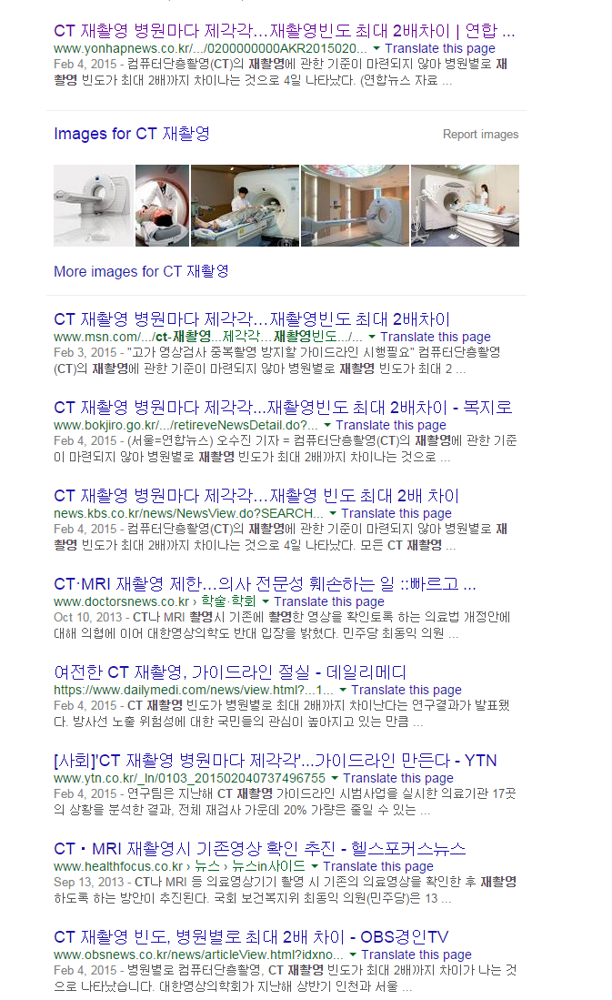 CT 재촬영 병원마다 제각각…재촬영빈도 최대 2배차이 | 연합 ...
www.yonhapnews.co.kr/.../0200000000AKR2015020... ▼ Translate this page
Feb 4, 2015 - 컴퓨터단층촬영(CT)의 재촬영에 관한 기준이 마련되지 않아 병원별로 재
촬영 빈도가 최대 2배까지 차이나는 것으로 4일 나타났다. (연합뉴스 자료 ...
Images for CT 재촬영
Report images
More images for CT 재촬영
CT 재촬영 병원마다 제각각…재촬영빈도 최대 2배차이
www.msn.com/.../ct-재촬영...제각각…재촬영빈도.../... ▼ Translate this page
Feb 3, 2015 - "고가 영상검사 중복촬영 방지할 가이드라인 시행필요" 컴퓨터단층촬영
(CT)의 재촬영에 관한 기준이 마련되지 않아 병원별로 재촬영 빈도가 최대 2 ...
CT 재촬영 병원마다 제각각...재촬영빈도 최대 2배차이 - 복지로
www.bokjiro.go.kr/.../retireveNewsDetail.do?... ▼ Translate this page
Feb 4, 2015 - (서울=연합뉴스) 오수진 기자 = 컴퓨터단층촬영(CT)의 재촬영에 관한 기준
이 마련되지 않아 병원별로 재촬영 빈도가 최대 2배까지 차이나는 것으로 ...
CT 재촬영 병원마다 제각각…재촬영 빈도 최대 2배 차이
news.kbs.co.kr/news/NewsView.do?SEARCH... ▼ Translate this page
Feb 4, 2015 - 컴퓨터단층촬영(CT)의 재촬영에 관한 기준이 마련되지 않아 병원별로 재
촬영 빈도가 최대 2배까지 차이나는 것으로 4일 나타났다. 모든 CT 재촬영 ...
CT·MRI 재촬영 제한…의사 전문성 훼손하는 일 ::빠르고 ...
www.doctorsnews.co.kr › 학술·학회 ▼ Translate this page
Oct 10, 2013 - CT나 MRI 촬영시 기존에 촬영한 영상을 확인토록 하는 의료법 개정안에
대해 의협에 이어 대한영상의학도 반대 입장을 밝혔다. 민주당 최동익 의원 ...
여전한 CT 재촬영, 가이드라인 절실 - 데일리메디
https://www.dailymedi.com/news/view.html?...1... ▼ Translate this page
Feb 4, 2015 - CT 재촬영 빈도가 병원별로 최대 2배까지 차이난다는 연구결과가 발표됐
다. 방사선 노출 위험성에 대한 국민들의 관심이 높아지고 있는 만큼 ...
[사회]'CT 재촬영 병원마다 제각각'...가이드라인 만든다 - YTN
www.ytn.co.kr/_ln/0103_201502040737496755 ▼ Translate this page
Feb 4, 2015 - 연구팀은 지난해 CT 재촬영 가이드라인 시범사업을 실시한 의료기관 17곳
의 상황을 분석한 결과, 전체 재검사 가운데 20% 가량은 줄일 수 있는 ...
CT・MRI 재촬영시 기존영상 확인 추진 - 헬스포커스뉴스
www.healthfocus.co.kr › 뉴스 › 뉴스in사이드 ▼ Translate this page
Sep 13, 2013 - CT나 MRI 등 의료영상기기 촬영 시 기존의 의료영상을 확인한 후 재촬영
하도록 하는 방안이 추진된다. 국회 보건복지위 최동익 의원(민주당)은 13 ...
CT 재촬영 빈도, 병원별로 최대 2배 차이 - OBS경인TV
www.obsnews.co.kr/news/articleView.html?idxno... ▼ Translate this page
Feb 4, 2015 - 병원별로 컴퓨터단층촬영, CT 재촬영 빈도가 최대 2배까지 차이가 나는 것
으로 나타났습니다. 대한영상의학회가 지난해 상반기 인천과 서울 ...